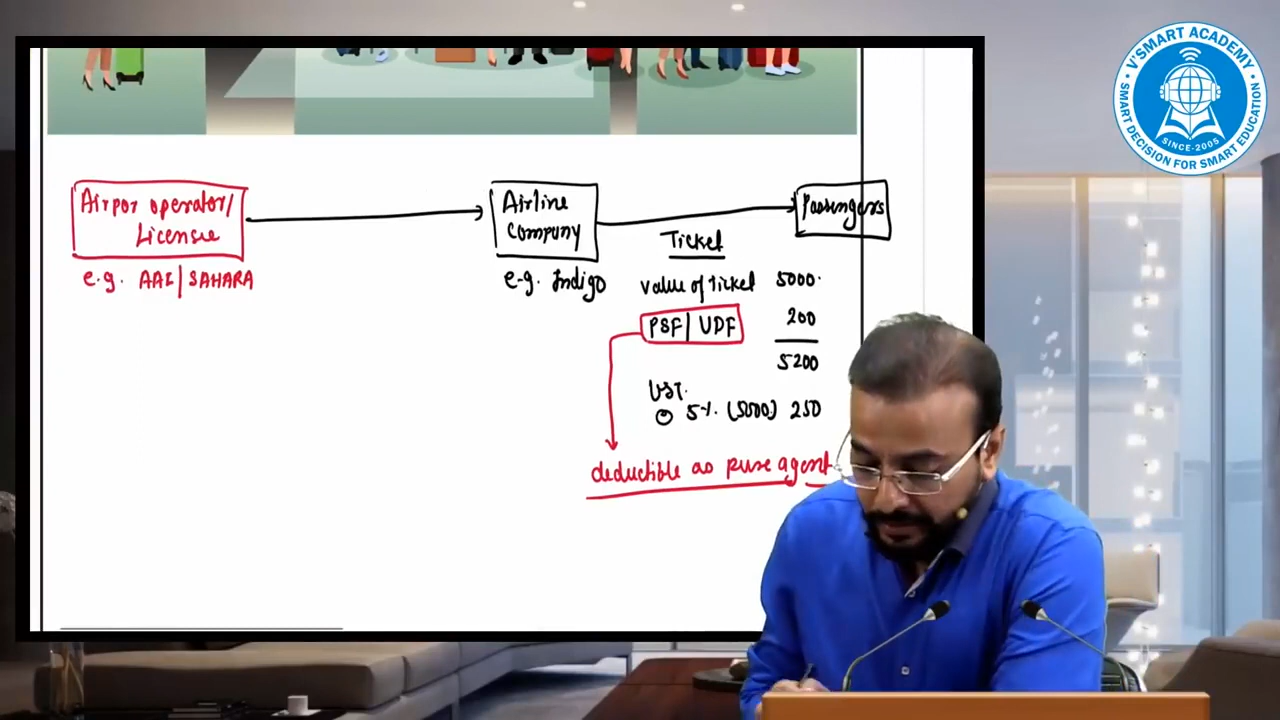 V'SMART ACADEMY
SMART DECISION FOR SMART EDUCATION
SINCE-2005
Airpor operator/
Licensee
e.g. AAI|SAHARA
Airline
Company
e-g. Indigo
Passengers
Ticket
value of Ticket 5000.
PSF| UDF 200
5200
GST.
5%. (5000) 250
deductible as pure agent